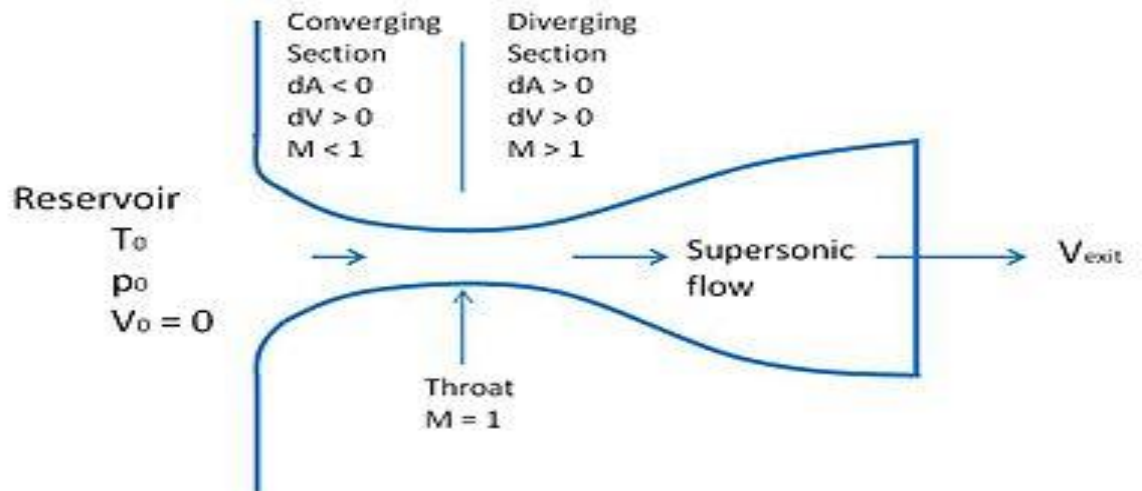 Converging
Section
dA < 0
dV > 0
M < 1
Diverging
Section
dA > 0
dV > 0
M > 1
Reservoir
T₀
p₀
V₀ = 0
Supersonic
flow
Vexit
Throat
M = 1